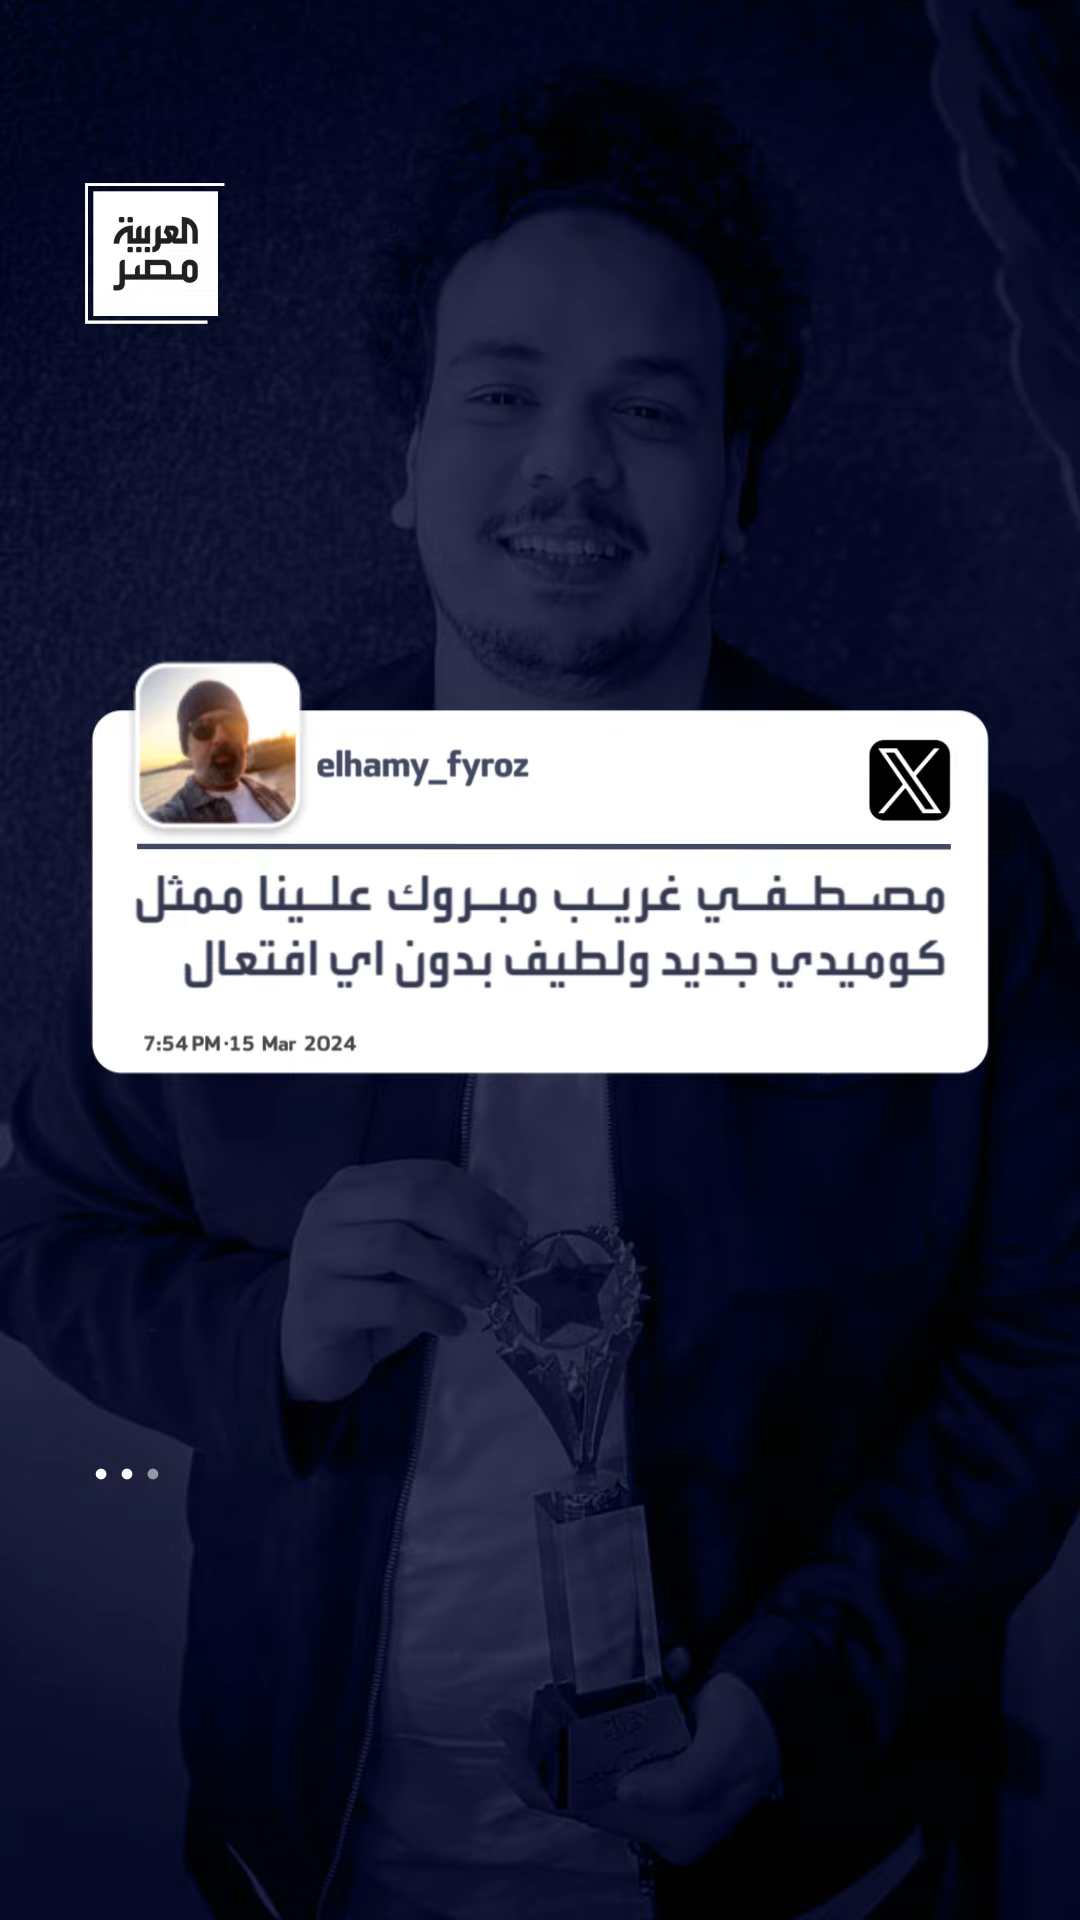 العربية
مصر
elhamy_fyroz
مصطفي غريب مبروك علينا ممثل
كوميدي جديد ولطيف بدون اي افتعال
7:54 PM · 15 Mar 2024